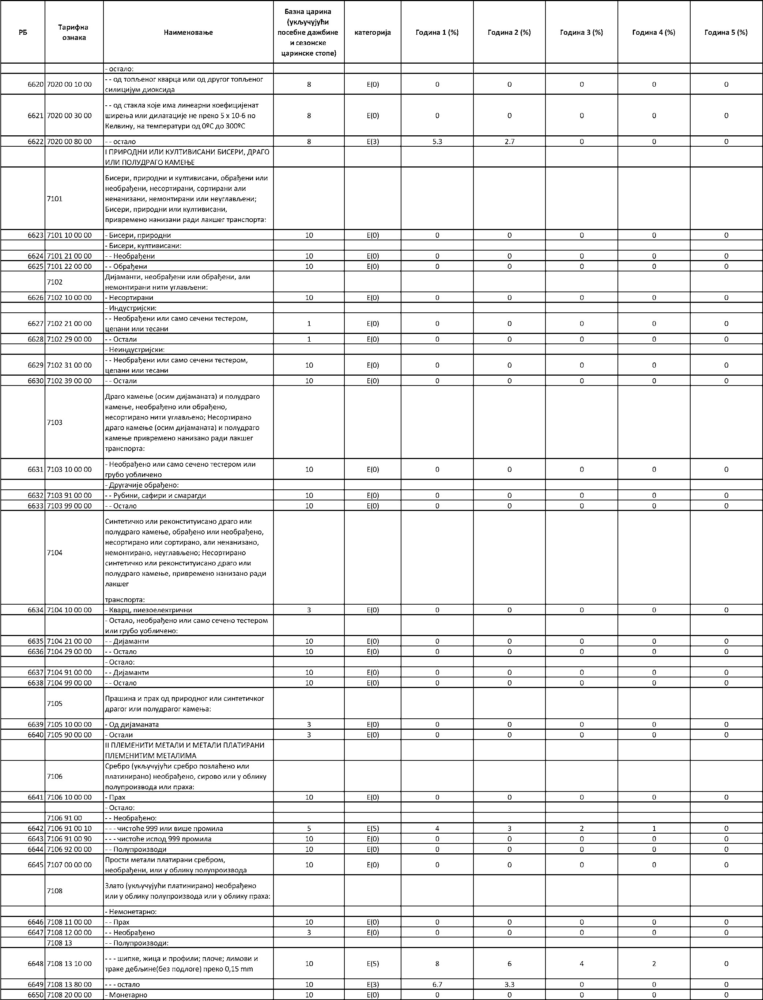 РБ Тарифна ознака Наименовање Базна царина (укључујући посебне дажбине и сезонске царинске стопе) категорија Година 1 (%) Година 2 (%) Година 3 (%) Година 4 (%) Година 5 (%)
- остало:
6620 7020 00 10 00 - - од топљеног кварца или од другог топљеног 8 E(0) 0 0 0 0 0
силицијум диоксида
- - од стакла које има линеарни коефицијенат
6621 7020 00 30 00 ширења или дилатације не преко 5 x 10-6 по 8 E(0) 0 0 0 0 0
Келвину, на температури од 0ºC до 300ºC
6622 7020 00 80 00 - - остало 8 E(3) 5.3 2.7 0 0 0
I ПРИРОДНИ ИЛИ КУЛТИВИСАНИ БИСЕРИ, ДРАГО
ИЛИ ПОЛУДРАГО КАМЕЊЕ
Бисери, природни и култивисани, обрађени или
необрађени, несортирани, сортирани али
7101 ненанизани, немонтирани или неуглављени;
Бисери, природни или култивисани,
привремено нанизани ради лакшег транспорта:
6623 7101 10 00 00 - Бисери, природни 10 E(0) 0 0 0 0 0
- Бисери, култивисани:
6624 7101 21 00 00 - - Необрађени 10 E(0) 0 0 0 0 0
6625 7101 22 00 00 - - Обрађени 10 E(0) 0 0 0 0 0
7102 Дијаманти, необрађени или обрађени, али
немонтирани нити углављени:
6626 7102 10 00 00 - Несортирани 10 E(0) 0 0 0 0 0
- Индустријски:
6627 7102 21 00 00 - - Необрађени или само сечени тестером, 1 E(0) 0 0 0 0 0
цепани или тесани
6628 7102 29 00 00 - - Остали 1 E(0) 0 0 0 0 0
- Неиндустријски:
6629 7102 31 00 00 - - Необрађени или само сечени тестером, 10 E(0) 0 0 0 0 0
цепани или тесани
6630 7102 39 00 00 - - Остали 10 E(0) 0 0 0 0 0
Драго камење (осим дијаманата) и полудраго
камење, необрађено или обрађено,
несортирано нити углављено; Несортирано
7103 драго камење (осим дијаманата) и полудраго
камење привремено нанизано ради лакшег
транспорта:
6631 7103 10 00 00 - Необрађено или само сечено тестером или 10 E(0) 0 0 0 0 0
грубо уобличено
- Другачије обрађено:
6632 7103 91 00 00 - - Рубини, сафири и смарагди 10 E(0) 0 0 0 0 0
6633 7103 99 00 00 - - Остало 10 E(0) 0 0 0 0 0
Синтетичко или реконституисано драго или
полудраго камење, обрађено или необрађено,
несортирано или сортирано, али ненанизано,
7104 немонтирано, неуглављено; Несортирано
синтетичко или реконституисано драго или
полудраго камење, привремено нанизано ради
лакшег
транспорта:
6634 7104 10 00 00 - Кварц, пиезоелектрични 3 E(0) 0 0 0 0 0
- Остало, необрађено или само сечено тестером
или грубо уобличено:
6635 7104 21 00 00 - - Дијаманти 10 E(0) 0 0 0 0 0
6636 7104 29 00 00 - - Остало 10 E(0) 0 0 0 0 0
- Остало:
6637 7104 91 00 00 - - Дијаманти 10 E(0) 0 0 0 0 0
6638 7104 99 00 00 - - Остало 10 E(0) 0 0 0 0 0
7105 Прашина и прах од природног или синтетичког
драгог или полудрагог камења:
6639 7105 10 00 00 - Од дијаманата 3 E(0) 0 0 0 0 0
6640 7105 90 00 00 - Остали 3 E(0) 0 0 0 0 0
II ПЛЕМЕНИТИ МЕТАЛИ И МЕТАЛИ ПЛАТИРАНИ
ПЛЕМЕНИТИМ МЕТАЛИМА
Сребро (укључујући сребро позлаћено или
7106 платинирано) необрађено, сирово или у облику
полупроизвода или праха:
6641 7106 10 00 00 - Прах 10 E(0) 0 0 0 0 0
- Остало:
7106 91 00 - - Необрађено:
6642 7106 91 00 10 - - - чистоће 999 или више промила 5 E(5) 4 3 2 1 0
6643 7106 91 00 90 - - - чистоће испод 999 промила 10 E(0) 0 0 0 0 0
6644 7106 92 00 00 - - Полупроизводи 10 E(0) 0 0 0 0 0
6645 7107 00 00 00 Прости метали платирани сребром, 10 E(0) 0 0 0 0 0
необрађени, или у облику полупроизвода
7108 Злато (укључујући платинирано) необрађено
или у облику полупроизвода или у облику праха:
- Немонетарно:
6646 7108 11 00 00 - - Прах 10 E(0) 0 0 0 0 0
6647 7108 12 00 00 - - Необрађено 3 E(0) 0 0 0 0 0
7108 13 - - Полупроизводи:
6648 7108 13 10 00 - - - шипке, жица и профили; плоче; лимови и 10 E(5) 8 6 4 2 0
траке дебљине(без подлоге) преко 0,15 mm
6649 7108 13 80 00 - - - остало 10 E(3) 6.7 3.3 0 0 0
6650 7108 20 00 00 - Монетарно 10 E(0) 0 0 0 0 0